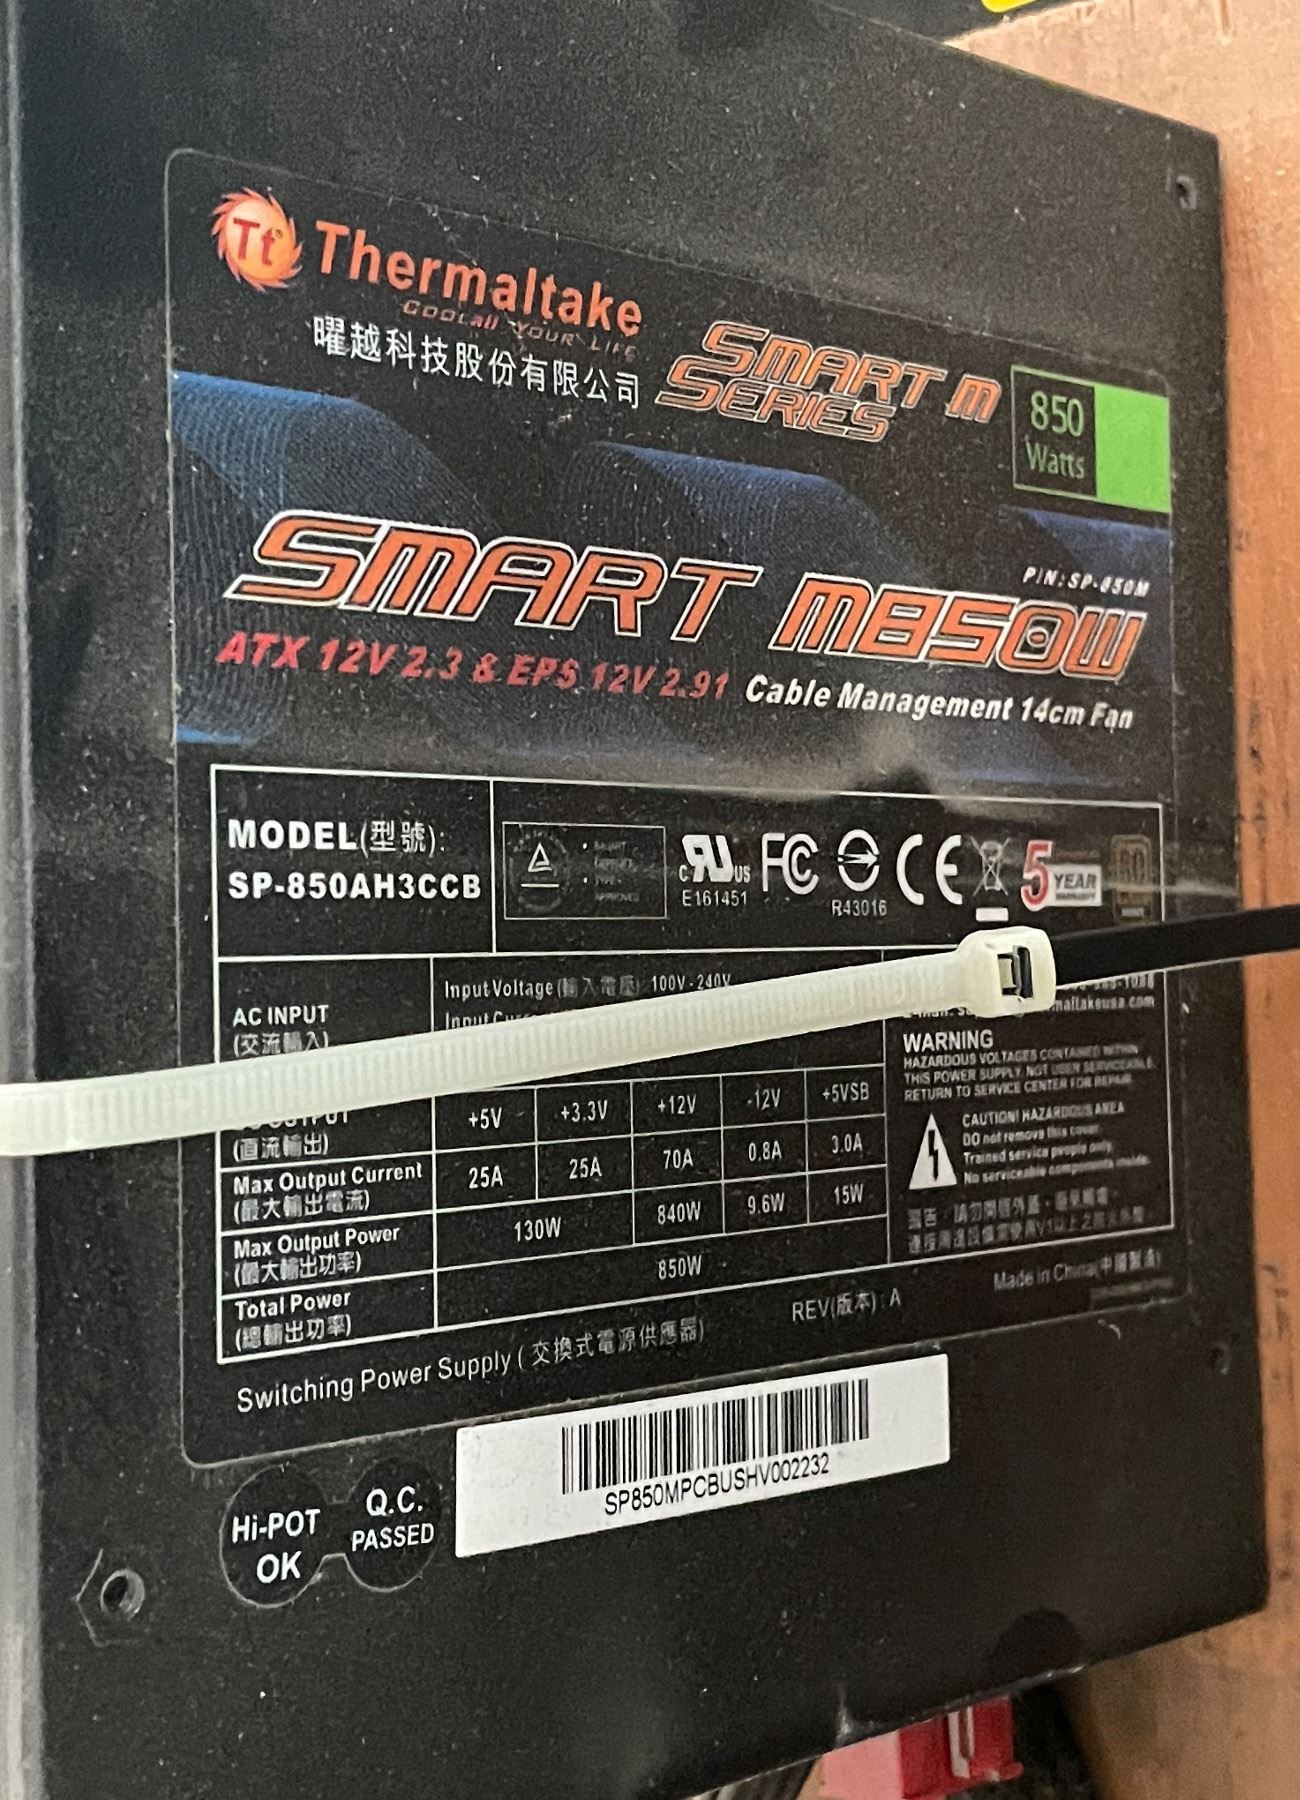 Tt Thermaltake
COOLall YOUR LIFE
曜越科技股份有限公司
SMART M
SERIES
850
Watts
P/N: SP-850M
SMART M850W
ATX 12V 2.3 & EPS 12V 2.91 Cable Management 14cm Fan
MODEL(型號):
SP-850AH3CCB
c RU us
E161451
FC
R43016
CE
5 YEAR
WARRANTY
80
AC INPUT
(交流輸入)
Input Voltage (輸入電壓) 100V - 240V
Input
(直流輸出)
+5V +3.3V +12V -12V +5VSB
Max Output Current
(最大輸出電流)
25A 25A 70A 0.8A 3.0A
Max Output Power
(最大輸出功率)
130W 840W 9.6W 15W
Total Power
(總輸出功率)
850W
WARNING
HAZARDOUS VOLTAGES CONTAINED WITHIN
THIS POWER SUPPLY NOT USER SERVICEABLE.
RETURN TO SERVICE CENTER FOR REPAIR
CAUTION! HAZARDOUS AREA
DO not remove this cover
Trained service people only
No serviceable components inside.
Switching Power Supply ( 交換式電源供應器)
REV(版本) : A
Made in China(中國製造)
SP850MPCBUSHV002232
Hi-POT
OK
Q.C.
PASSED